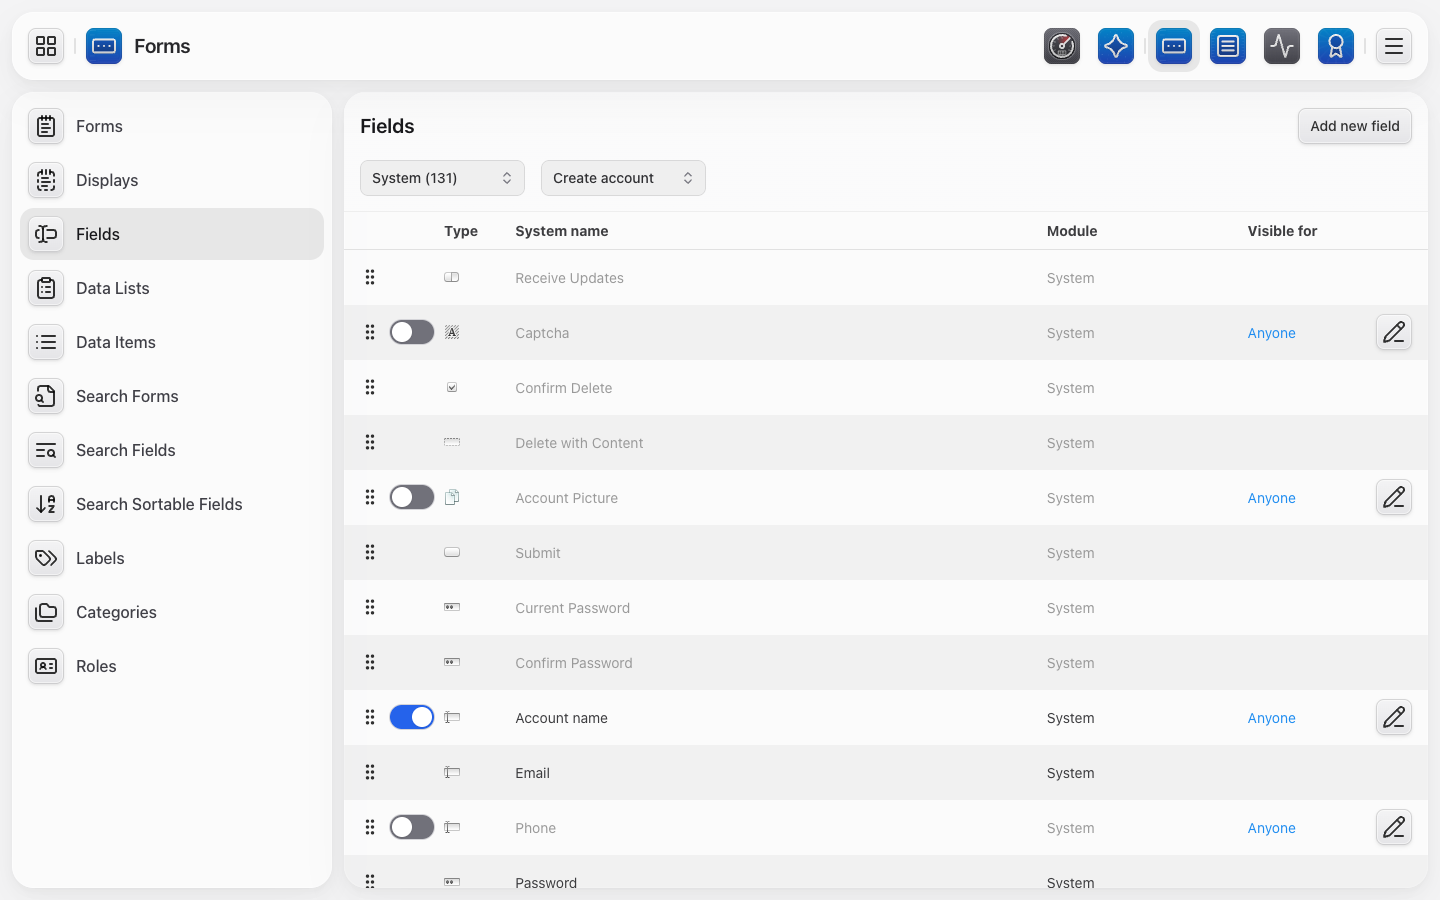 Forms
Forms
Displays
Fields
Data Lists
Data Items
Search Forms
Search Fields
Search Sortable Fields
Labels
Categories
Roles
Fields
Add new field
System (131)
Create account
Type System name Module Visible for
Receive Updates System
Captcha System Anyone
Confirm Delete System
Delete with Content System
Account Picture System Anyone
Submit System
Current Password System
Confirm Password System
Account name System Anyone
Email System
Phone System Anyone
Password System